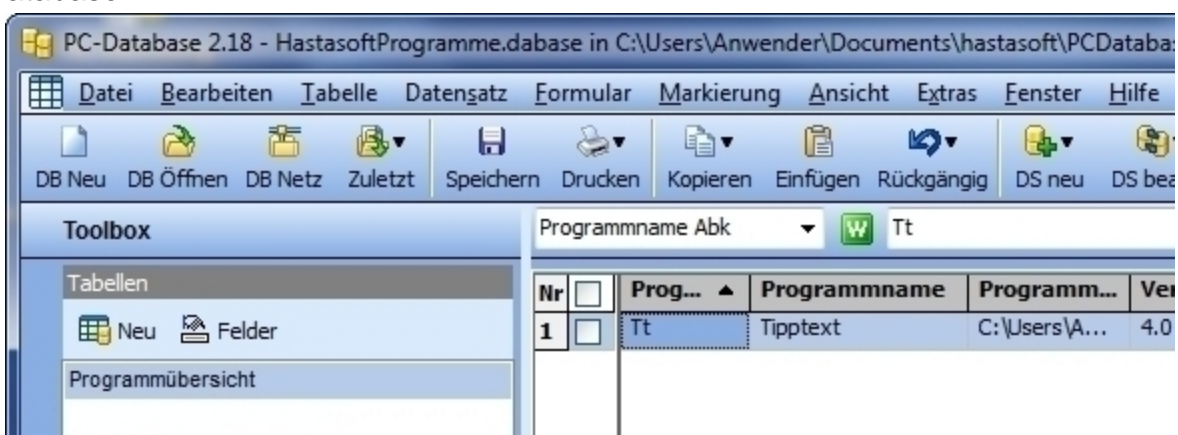 PC-Database 2.18 - HastasoftProgramme.dabase in C:\Users\Anwender\Documents\hastasoft\PCDataba
Datei Bearbeiten Tabelle Datensatz Formular Markierung Ansicht Extras Fenster Hilfe
DB Neu DB Öffnen DB Netz Zuletzt Speichern Drucken Kopieren Einfügen Rückgängig DS neu DS bea
Toolbox
Programmname Abk W Tt
Tabellen
Nr Prog... Programmname Programm... Ver
Neu Felder
1 Tt Tipptext C:\Users\A... 4.0
Programmübersicht